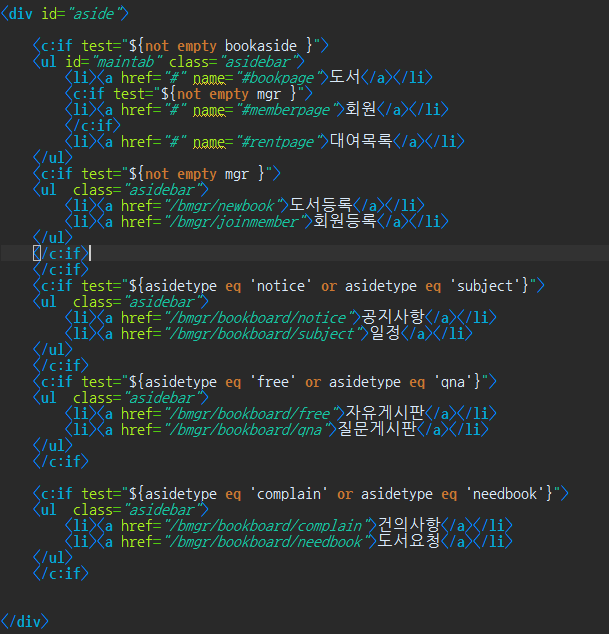 <div id="aside">
<c:if test="${not empty bookaside }">
<ul id="maintab" class="asidebar">
<li><a href="#" name="#bookpage">도서</a></li>
<c:if test="${not empty mgr }">
<li><a href="#" name="#memberpage">회원</a></li>
</c:if>
<li><a href="#" name="#rentpage">대여목록</a></li>
</ul>
<c:if test="${not empty mgr }">
<ul  class="asidebar">
<li><a href="/bmgr/newbook">도서등록</a></li>
<li><a href="/bmgr/joinmember">회원등록</a></li>
</ul>
</c:if>
</c:if>
<c:if test="${asidetype eq 'notice' or asidetype eq 'subject'}">
<ul  class="asidebar">
<li><a href="/bmgr/bookboard/notice">공지사항</a></li>
<li><a href="/bmgr/bookboard/subject">일정</a></li>
</ul>
</c:if>
<c:if test="${asidetype eq 'free' or asidetype eq 'qna'}">
<ul  class="asidebar">
<li><a href="/bmgr/bookboard/free">자유게시판</a></li>
<li><a href="/bmgr/bookboard/qna">질문게시판</a></li>
</ul>
</c:if>
<c:if test="${asidetype eq 'complain' or asidetype eq 'needbook'}">
<ul  class="asidebar">
<li><a href="/bmgr/bookboard/complain">건의사항</a></li>
<li><a href="/bmgr/bookboard/needbook">도서요청</a></li>
</ul>
</c:if>
</div>